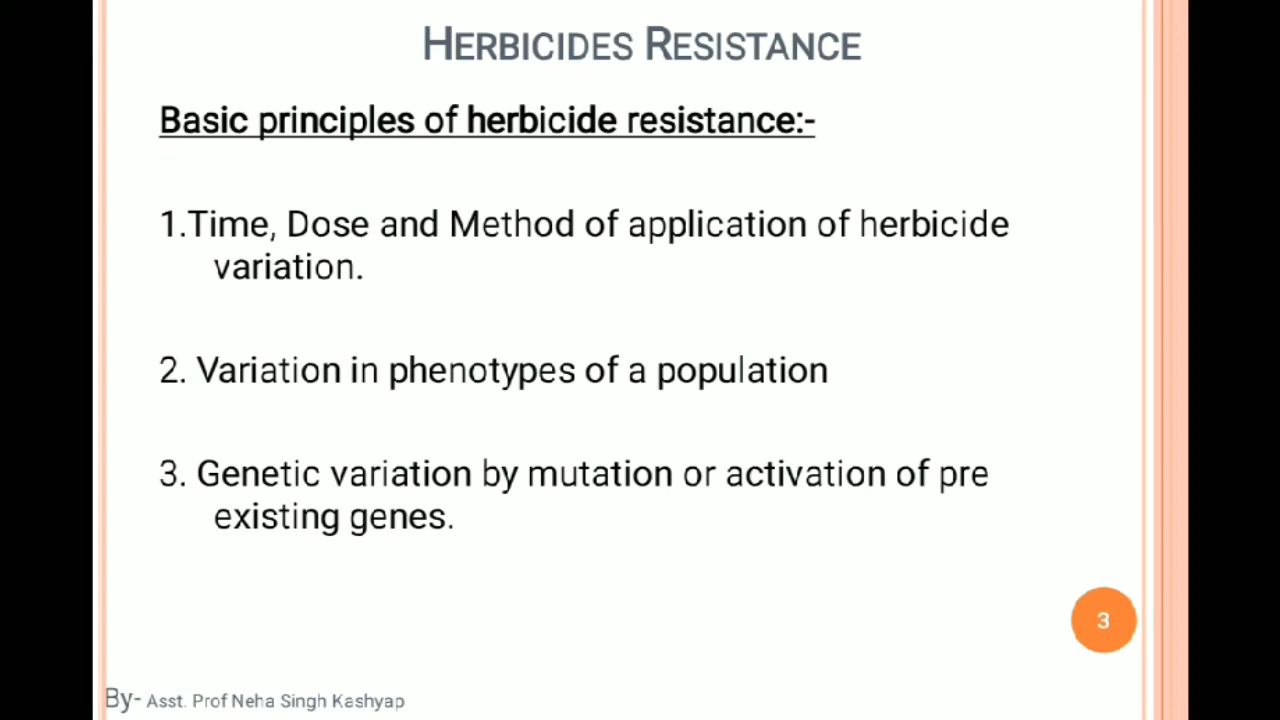 HERBICIDES RESISTANCE
Basic principles of herbicide resistance:-
1.Time, Dose and Method of application of herbicide
variation.
2. Variation in phenotypes of a population
3. Genetic variation by mutation or activation of pre
existing genes.
3
By- Asst. Prof Neha Singh Kashyap